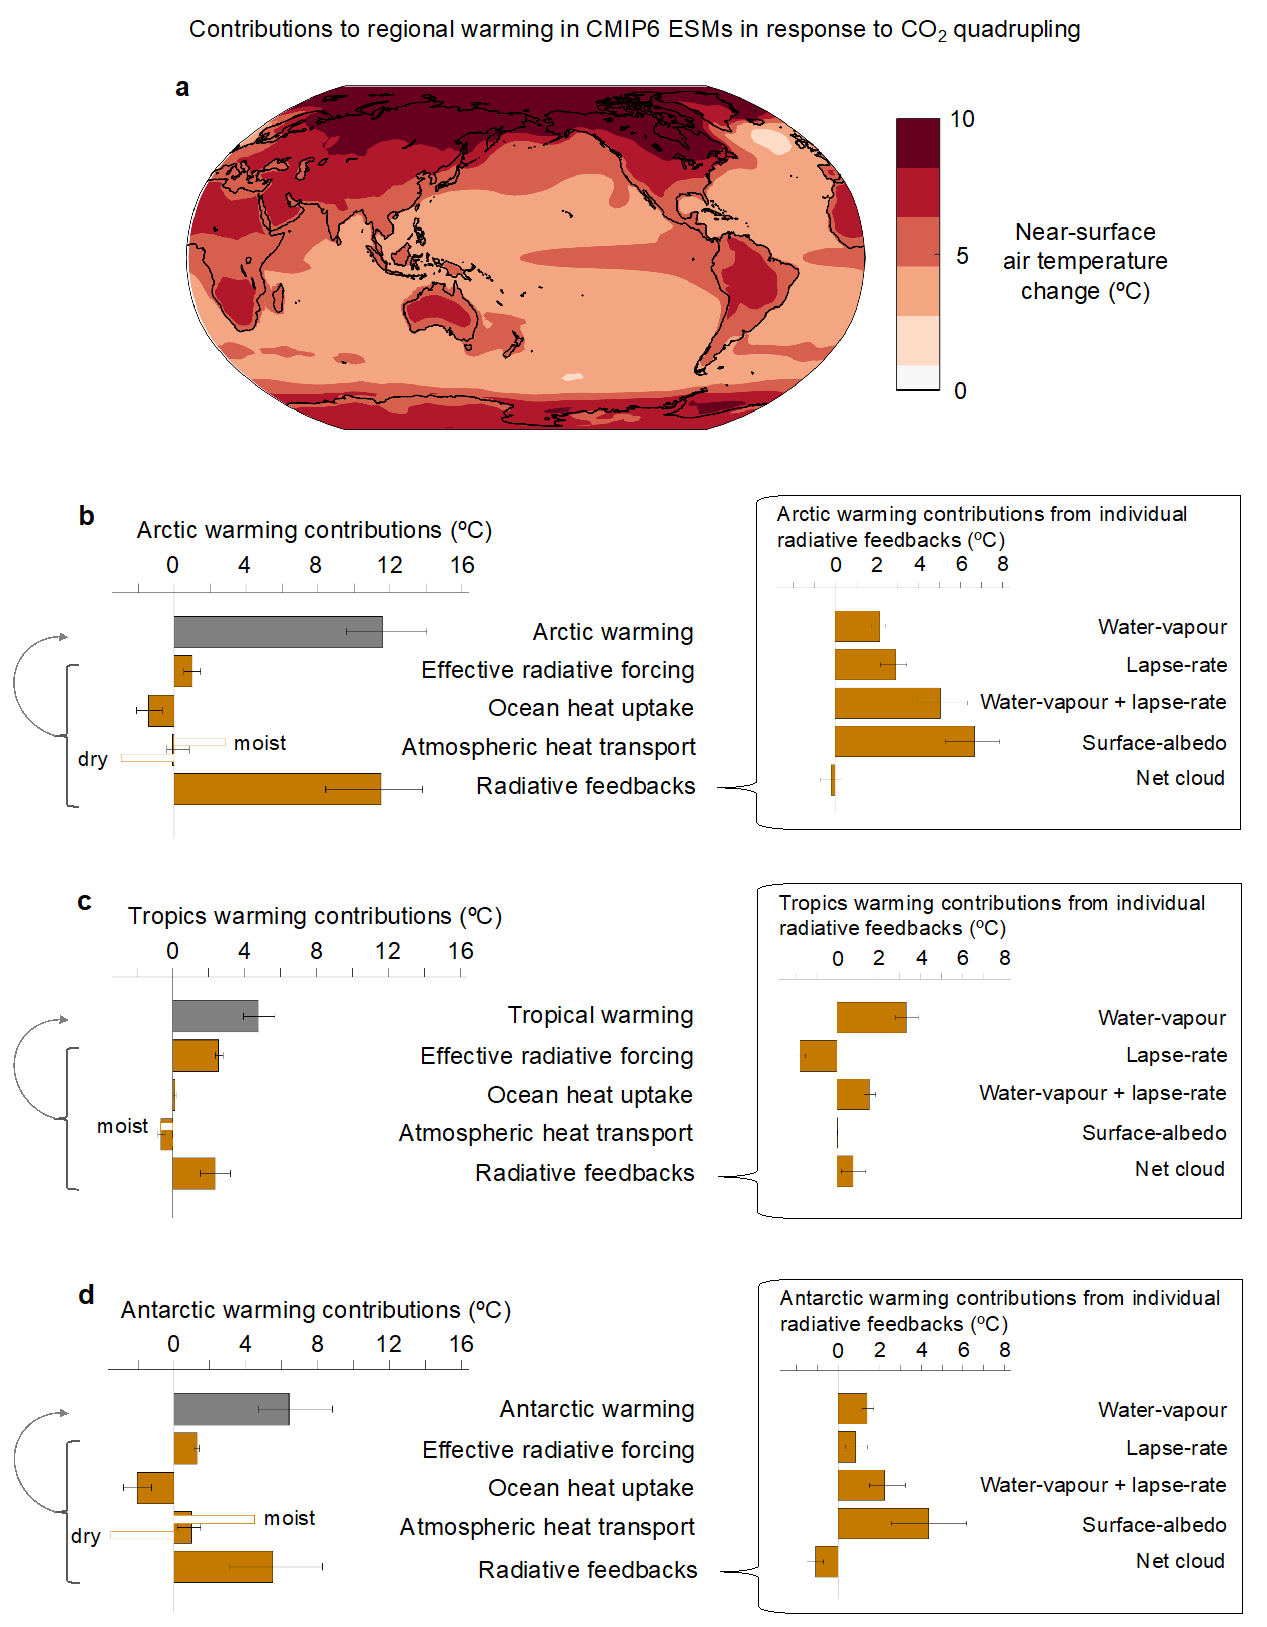 Contributions to regional warming in CMIP6 ESMs in response to CO₂ quadrupling
a
10
5
0
Near-surface
air temperature
change (ºC)
b
Arctic warming contributions (ºC)
0 4 8 12 16
Arctic warming
Effective radiative forcing
Ocean heat uptake
moist
Atmospheric heat transport
dry
Radiative feedbacks
Arctic warming contributions from individual
radiative feedbacks (ºC)
0 2 4 6 8
Water-vapour
Lapse-rate
Water-vapour + lapse-rate
Surface-albedo
Net cloud
c
Tropics warming contributions (ºC)
0 4 8 12 16
Tropical warming
Effective radiative forcing
Ocean heat uptake
moist
Atmospheric heat transport
Radiative feedbacks
Tropics warming contributions from individual
radiative feedbacks (ºC)
0 2 4 6 8
Water-vapour
Lapse-rate
Water-vapour + lapse-rate
Surface-albedo
Net cloud
d
Antarctic warming contributions (ºC)
0 4 8 12 16
Antarctic warming
Effective radiative forcing
Ocean heat uptake
moist
Atmospheric heat transport
dry
Radiative feedbacks
Antarctic warming contributions from individual
radiative feedbacks (ºC)
0 2 4 6 8
Water-vapour
Lapse-rate
Water-vapour + lapse-rate
Surface-albedo
Net cloud